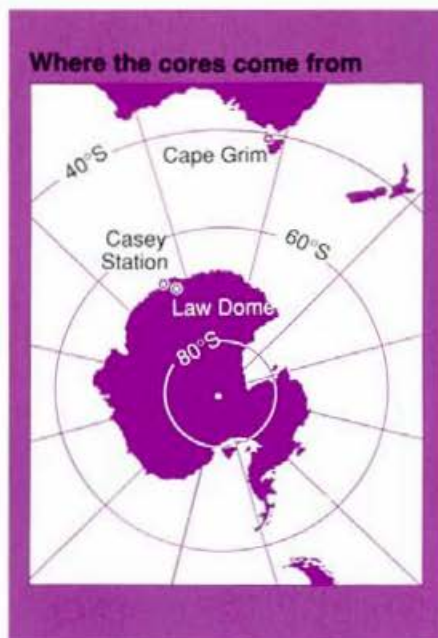 Where the cores come from
Cape Grim
40°S
Casey
Station
60°S
Law Dome
80°S